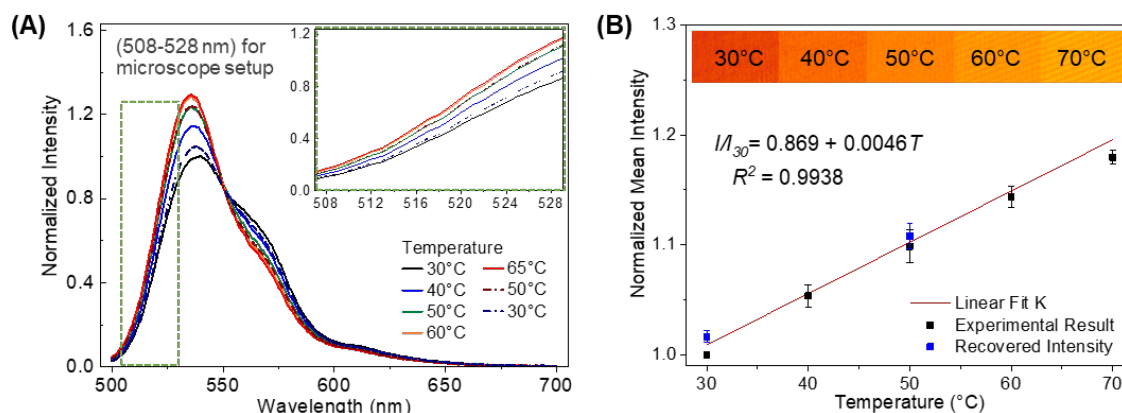 (A)
(508-528 nm) for
microscope setup
Normalized Intensity
1.6
1.2
0.8
0.4
0.0
500
550
600
650
700
Wavelength (nm)
1.2
0.8
0.4
0.0
508
512
516
520
524
528
Temperature
30°C
65°C
40°C
50°C
50°C
30°C
60°C
(B)
Normalized Mean Intensity
1.3
1.2
1.1
1.0
30°C 40°C 50°C 60°C 70°C
I/I30 = 0.869 + 0.0046T
R² = 0.9938
Linear Fit K
Experimental Result
Recovered Intensity
30
40
50
60
70
Temperature (°C)